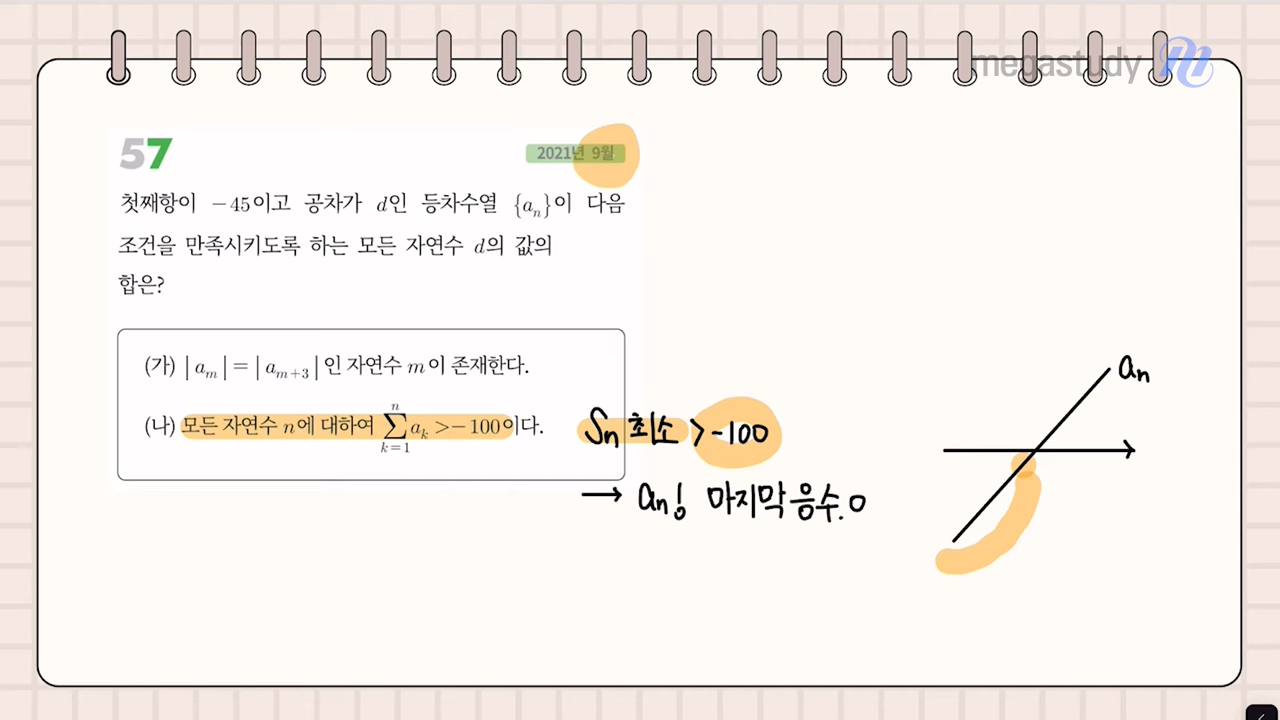 megastudy
57
2021년 9월
첫째항이 −45이고 공차가 d인 등차수열 {aₙ}이 다음
조건을 만족시키도록 하는 모든 자연수 d의 값의
합은?
(가) |aₘ| = |aₘ₊₃| 인 자연수 m이 존재한다.
(나) 모든 자연수 n에 대하여 ∑_{k=1}^{n} aₖ > −100이다.
Sₙ 최소 > -100
→ aₙ! 마지막 음수. 0
aₙ